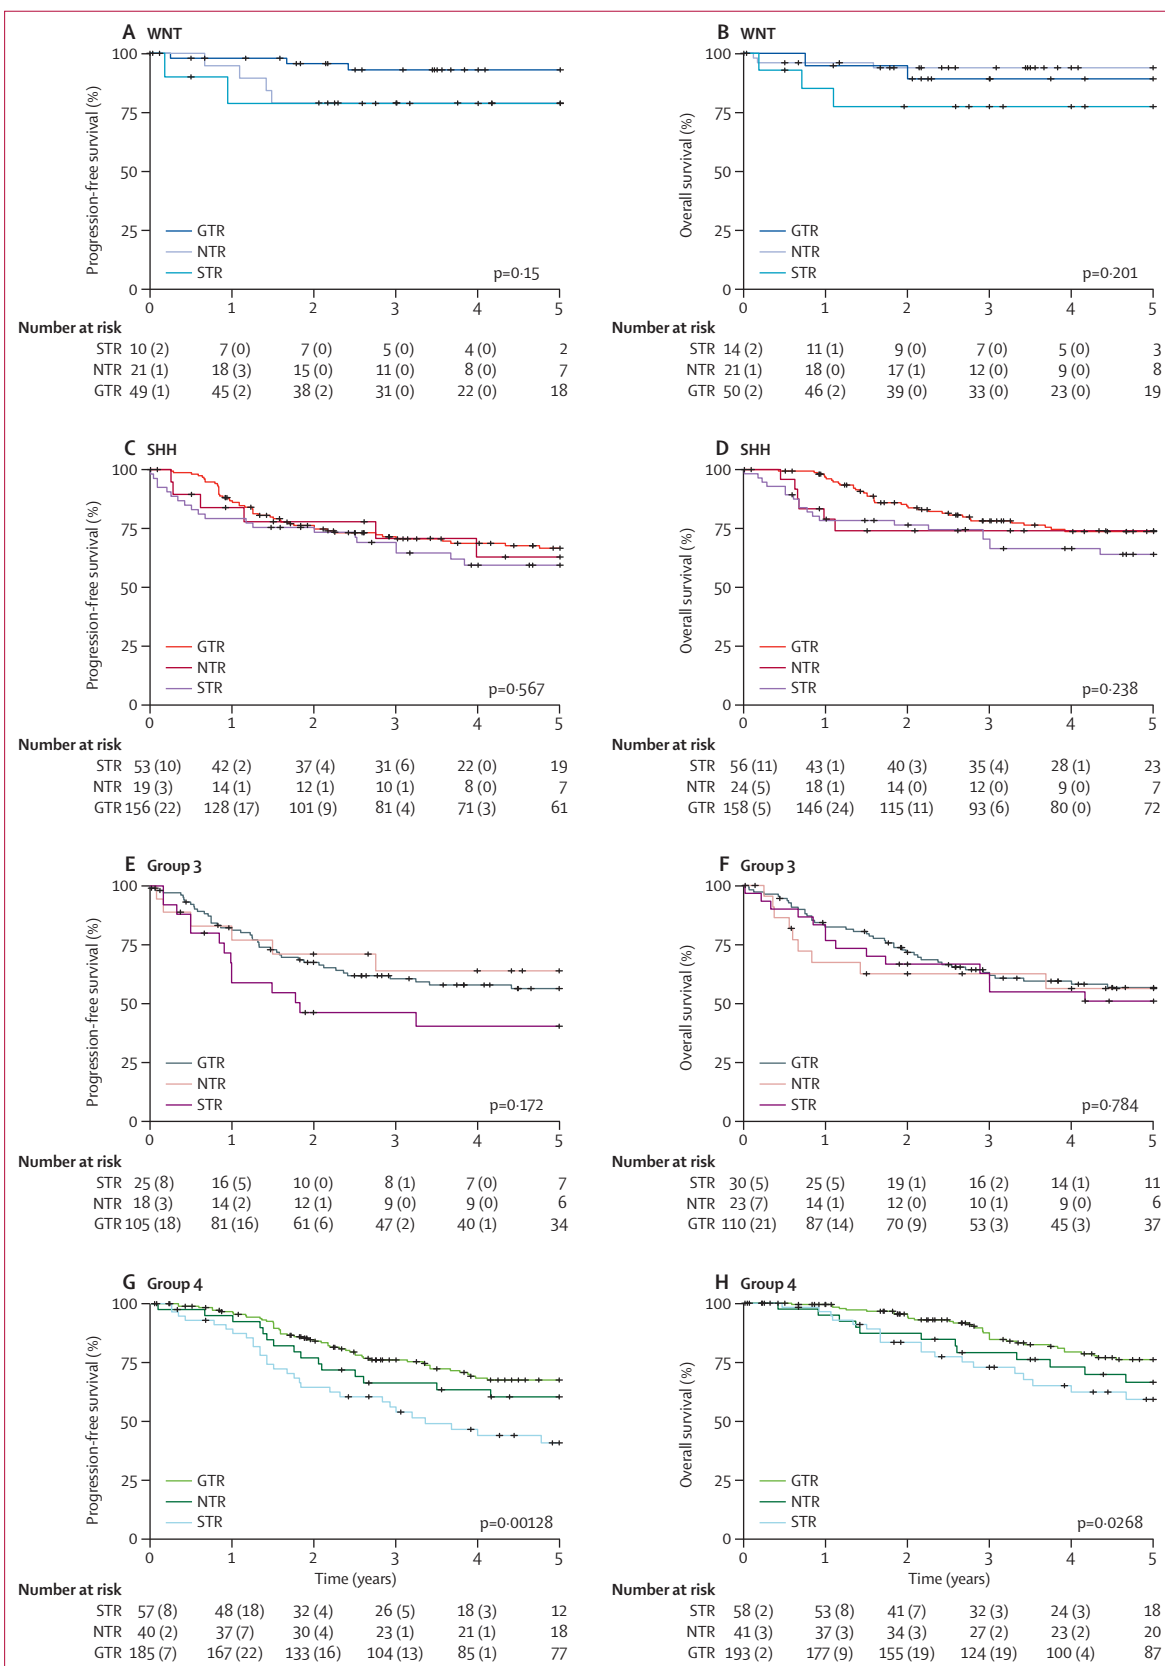 A WNT
100
75
50
25
0
Progression-free survival (%)
GTR
NTR
STR
p=0·15
0 1 2 3 4 5
Number at risk
STR 10 (2) 7 (0) 7 (0) 5 (0) 4 (0) 2
NTR 21 (1) 18 (3) 15 (0) 11 (0) 8 (0) 7
GTR 49 (1) 45 (2) 38 (2) 31 (0) 22 (0) 18
B WNT
100
75
50
25
0
Overall survival (%)
GTR
NTR
STR
p=0·201
0 1 2 3 4 5
Number at risk
STR 14 (2) 11 (1) 9 (0) 7 (0) 5 (0) 3
NTR 21 (1) 18 (0) 17 (1) 12 (0) 9 (0) 8
GTR 50 (2) 46 (2) 39 (0) 33 (0) 23 (0) 19
C SHH
100
75
50
25
0
Progression-free survival (%)
GTR
NTR
STR
p=0·567
0 1 2 3 4 5
Number at risk
STR 53 (10) 42 (2) 37 (4) 31 (6) 22 (0) 19
NTR 19 (3) 14 (1) 12 (1) 10 (1) 8 (0) 7
GTR 156 (22) 128 (17) 101 (9) 81 (4) 71 (3) 61
D SHH
100
75
50
25
0
Overall survival (%)
GTR
NTR
STR
p=0·238
0 1 2 3 4 5
Number at risk
STR 56 (11) 43 (1) 40 (3) 35 (4) 28 (1) 23
NTR 24 (5) 18 (1) 14 (0) 12 (0) 9 (0) 7
GTR 158 (5) 146 (24) 115 (11) 93 (6) 80 (0) 72
E Group 3
100
75
50
25
0
Progression-free survival (%)
GTR
NTR
STR
p=0·172
0 1 2 3 4 5
Number at risk
STR 25 (8) 16 (5) 10 (0) 8 (1) 7 (0) 7
NTR 18 (3) 14 (2) 12 (1) 9 (0) 9 (0) 6
GTR 105 (18) 81 (16) 61 (6) 47 (2) 40 (1) 34
F Group 3
100
75
50
25
0
Overall survival (%)
GTR
NTR
STR
p=0·784
0 1 2 3 4 5
Number at risk
STR 30 (5) 25 (5) 19 (1) 16 (2) 14 (1) 11
NTR 23 (7) 14 (1) 12 (0) 10 (1) 9 (0) 6
GTR 110 (21) 87 (14) 70 (9) 53 (3) 45 (3) 37
G Group 4
100
75
50
25
0
Progression-free survival (%)
GTR
NTR
STR
p=0·00128
0 1 2 3 4 5
Time (years)
Number at risk
STR 57 (8) 48 (18) 32 (4) 26 (5) 18 (3) 12
NTR 40 (2) 37 (7) 30 (4) 23 (1) 21 (1) 18
GTR 185 (7) 167 (22) 133 (16) 104 (13) 85 (1) 77
H Group 4
100
75
50
25
0
Overall survival (%)
GTR
NTR
STR
p=0·0268
0 1 2 3 4 5
Time (years)
Number at risk
STR 58 (2) 53 (8) 41 (7) 32 (3) 24 (3) 18
NTR 41 (3) 37 (3) 34 (3) 27 (2) 23 (2) 20
GTR 193 (2) 177 (9) 155 (19) 124 (19) 100 (4) 87